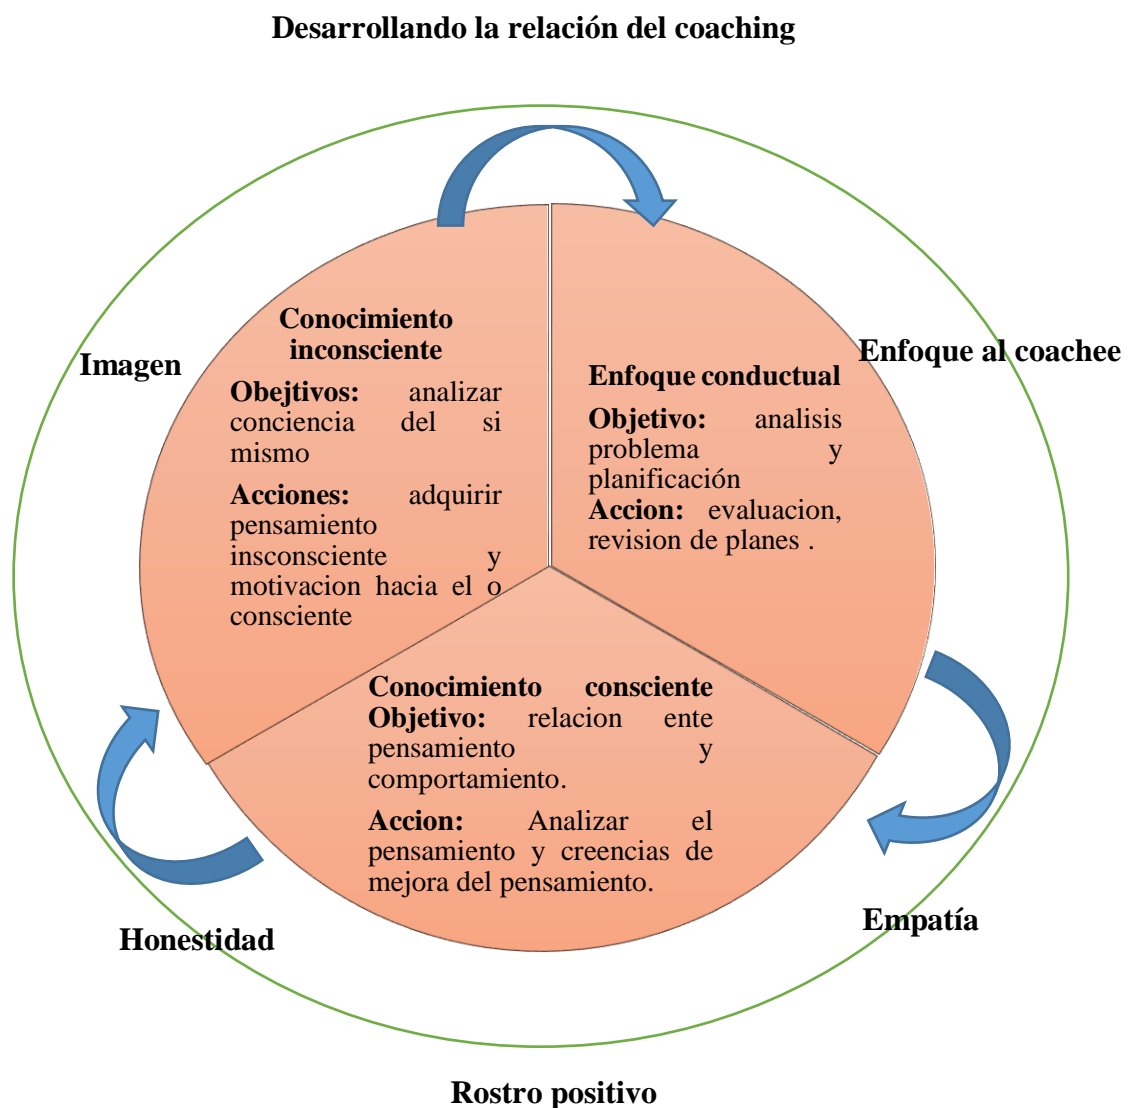 Desarrollando la relación del coaching
Imagen
Conocimiento
inconsciente
Obejtivos: analizar
conciencia del si
mismo
Acciones: adquirir
pensamiento
insconsciente y
motivacion hacia el o
consciente
Enfoque al coachee
Enfoque conductual
Objetivo: analisis
problema y
planificación
Accion: evaluacion,
revision de planes .
Conocimiento consciente
Objetivo: relacion ente
pensamiento y
comportamiento.
Accion: Analizar el
pensamiento y creencias de
mejora del pensamiento.
Honestidad
Empatía
Rostro positivo